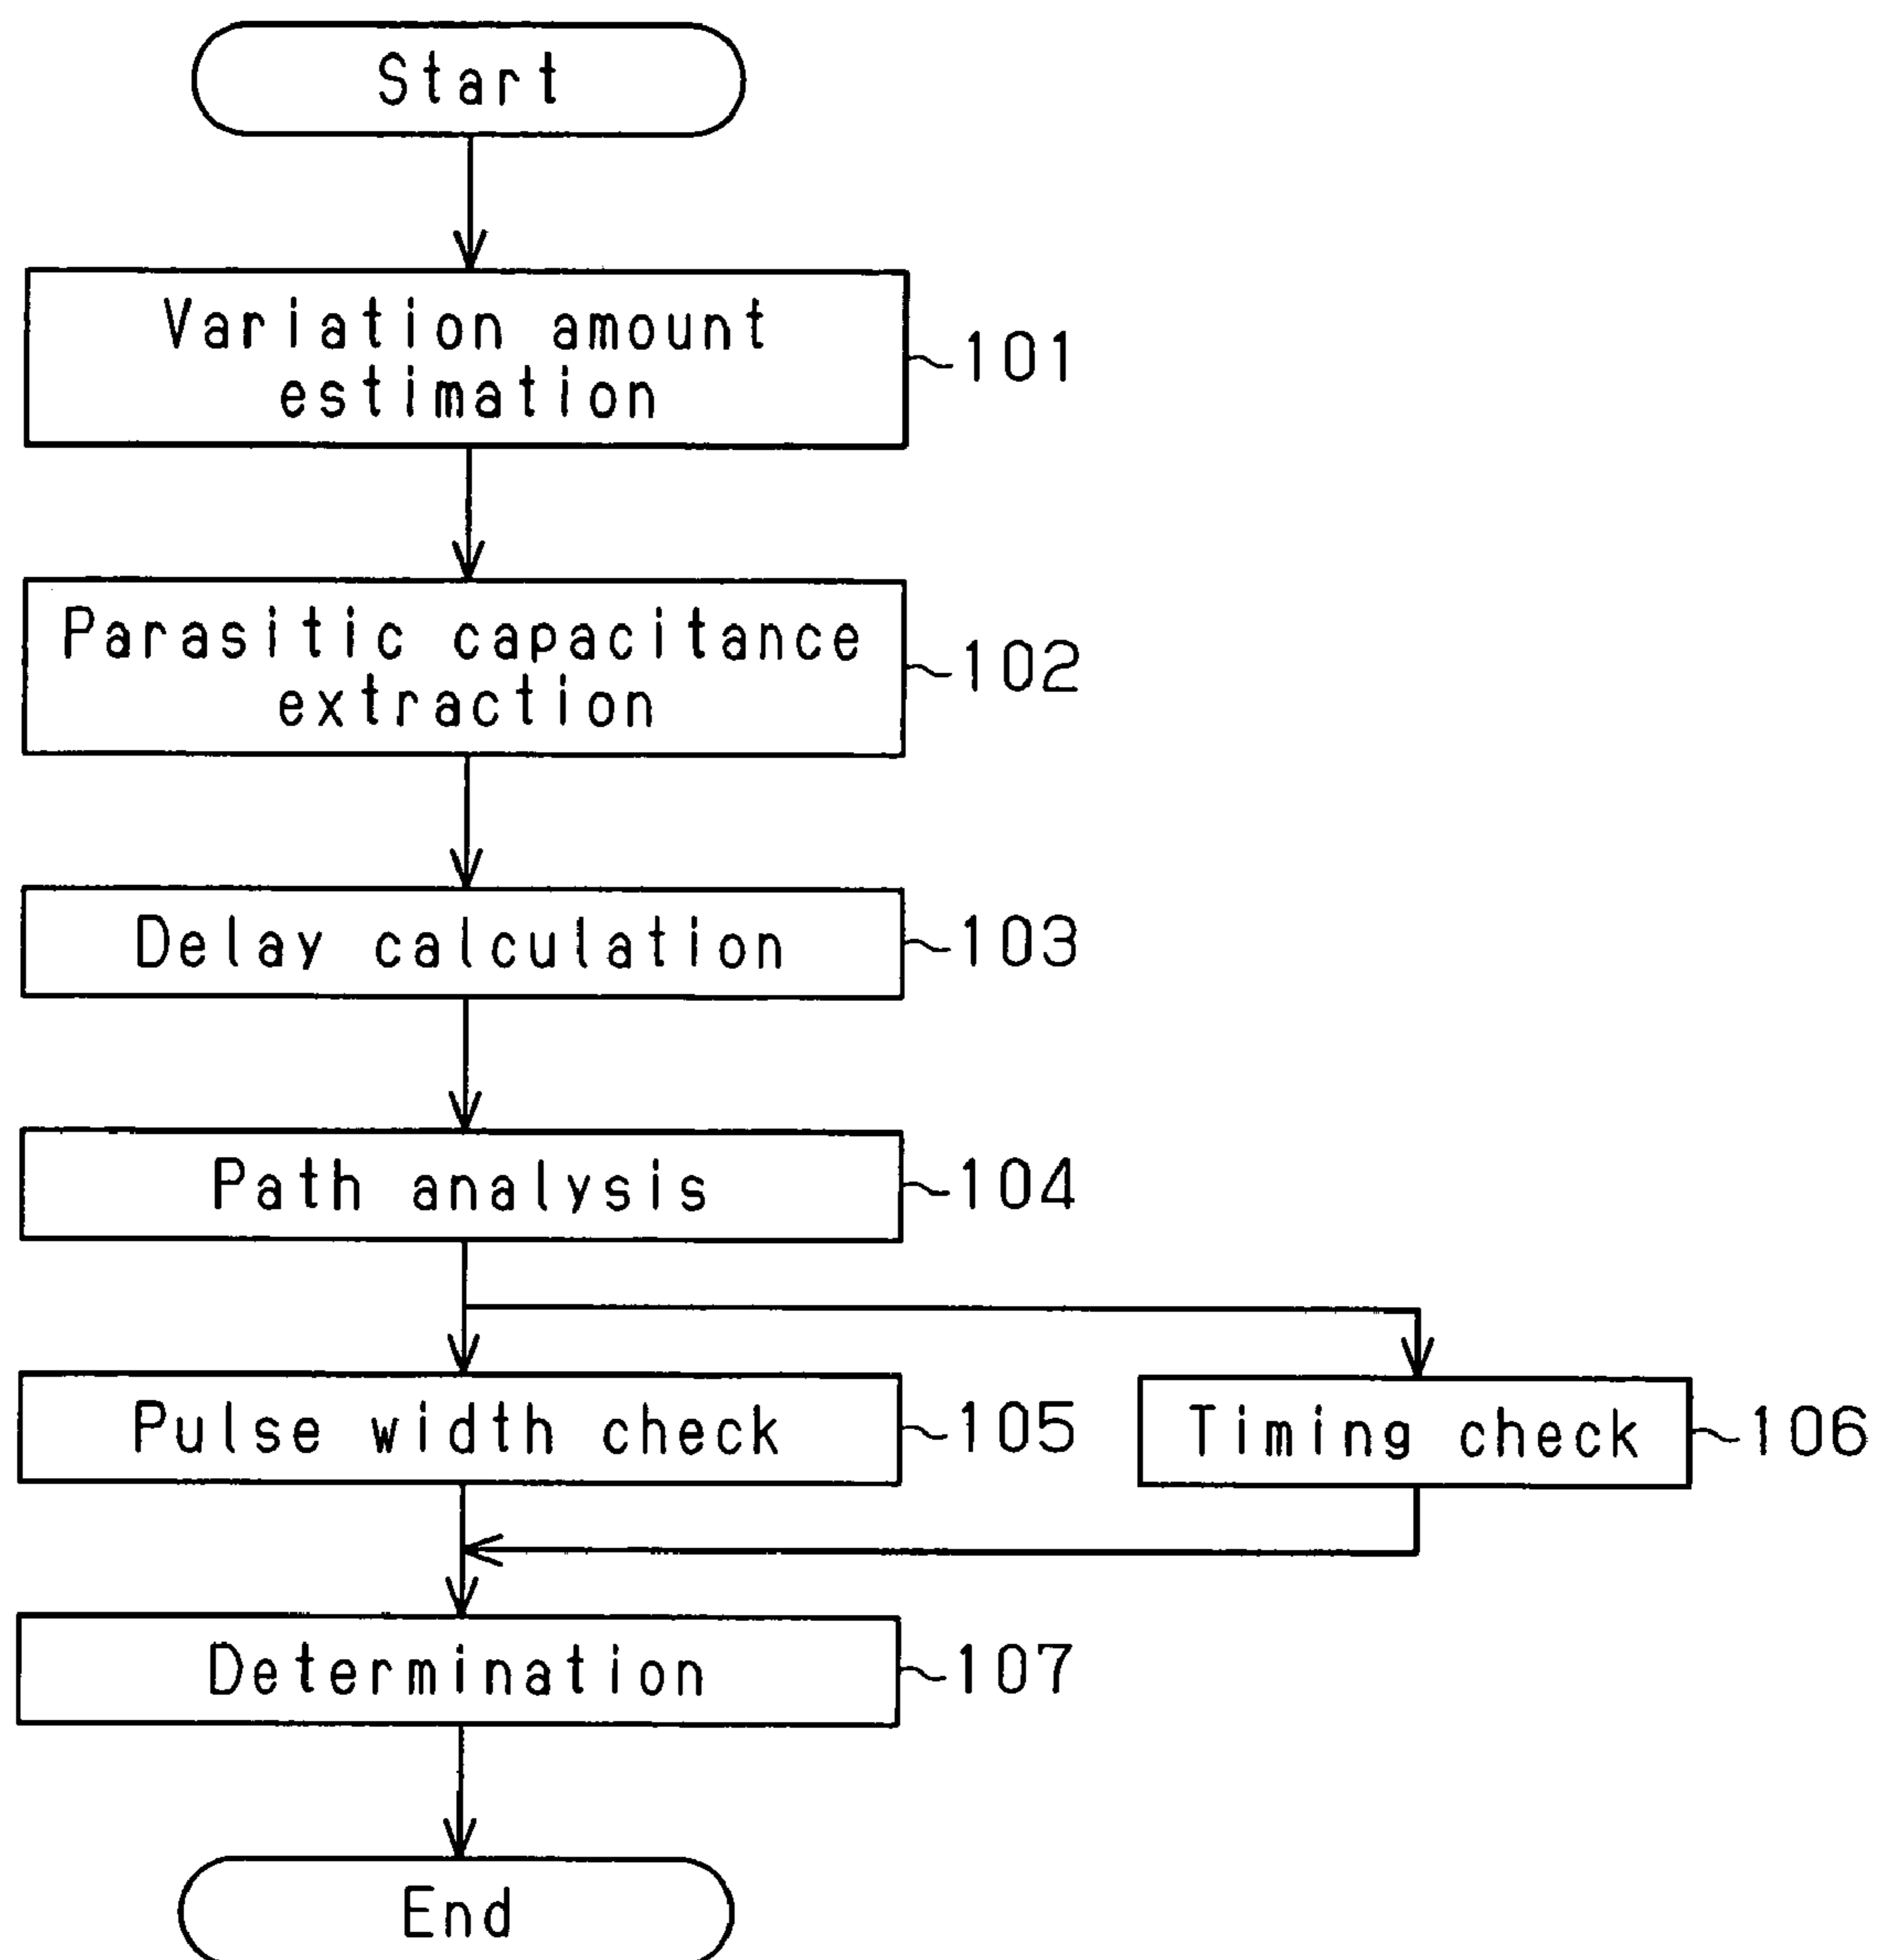 Start
Variation amount
estimation
101
Parasitic capacitance
extraction
102
Delay calculation
103
Path analysis
104
Pulse width check
105
Timing check
106
Determination
107
End